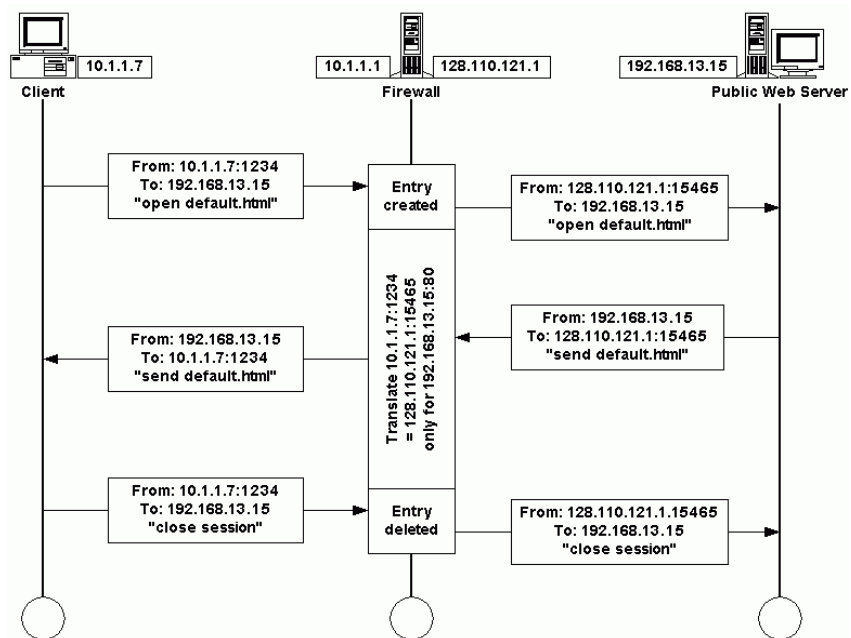 10.1.1.7
10.1.1.1
128.110.121.1
192.168.13.15
Client
Firewall
Public Web Server
From: 10.1.1.7:1234
To: 192.168.13.15
"open default.html"
Entry
created
From: 128.110.121.1:15465
To: 192.168.13.15
"open default.html"
Translate 10.1.1.7:1234
= 128.110.121.1:15465
only for 192.168.13.15:80
From: 192.168.13.15
To: 128.110.121.1:15465
"send default.html"
From: 192.168.13.15
To: 10.1.1.7:1234
"send default.html"
From: 10.1.1.7:1234
To: 192.168.13.15
"close session"
Entry
deleted
From: 128.110.121.1.15465
To: 192.168.13.15
"close session"